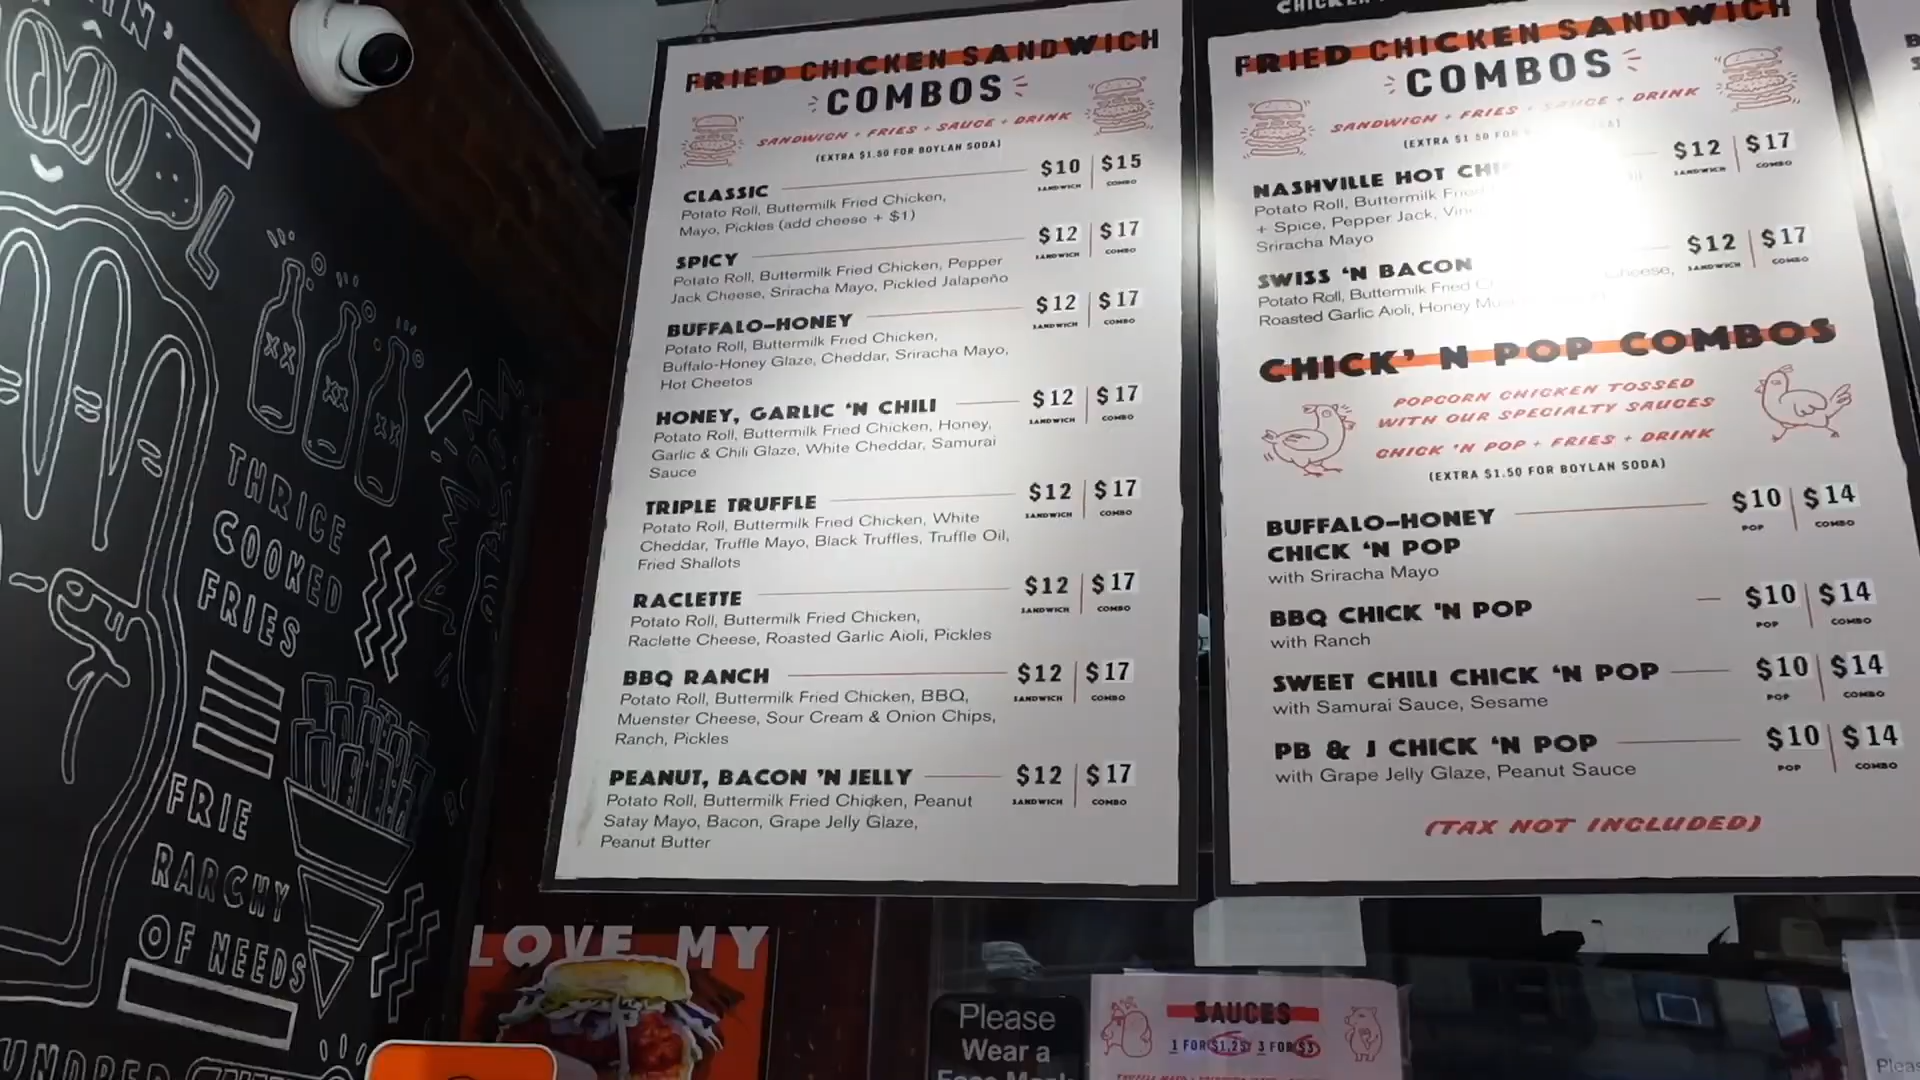 FRIED CHICKEN SANDWICH
COMBOS
SANDWICH + FRIES + SAUCE + DRINK
(EXTRA $1.50 FOR BOYLAN SODA)
CLASSIC $10 $15
SANDWICH COMBO
Potato Roll, Buttermilk Fried Chicken,
Mayo, Pickles (add cheese + $1)
SPICY $12 $17
SANDWICH COMBO
Potato Roll, Buttermilk Fried Chicken, Pepper
Jack Cheese, Sriracha Mayo, Pickled Jalapeño
BUFFALO-HONEY $12 $17
SANDWICH COMBO
Potato Roll, Buttermilk Fried Chicken,
Buffalo-Honey Glaze, Cheddar, Sriracha Mayo,
Hot Cheetos
HONEY, GARLIC 'N CHILI $12 $17
SANDWICH COMBO
Potato Roll, Buttermilk Fried Chicken, Honey,
Garlic & Chili Glaze, White Cheddar, Samurai
Sauce
TRIPLE TRUFFLE $12 $17
SANDWICH COMBO
Potato Roll, Buttermilk Fried Chicken, White
Cheddar, Truffle Mayo, Black Truffles, Truffle Oil,
Fried Shallots
RACLETTE $12 $17
SANDWICH COMBO
Potato Roll, Buttermilk Fried Chicken,
Raclette Cheese, Roasted Garlic Aioli, Pickles
BBQ RANCH $12 $17
SANDWICH COMBO
Potato Roll, Buttermilk Fried Chicken, BBQ,
Muenster Cheese, Sour Cream & Onion Chips,
Ranch, Pickles
PEANUT, BACON 'N JELLY $12 $17
SANDWICH COMBO
Potato Roll, Buttermilk Fried Chicken, Peanut
Satay Mayo, Bacon, Grape Jelly Glaze,
Peanut Butter
FRIED CHICKEN SANDWICH
COMBOS
SANDWICH + FRIES + SAUCE + DRINK
(EXTRA $1.50 FOR
NASHVILLE HOT $12 $17
SANDWICH COMBO
Potato Roll, Buttermilk
+ Spice, Pepper Jack,
Sriracha Mayo
SWISS 'N BACON $12 $17
SANDWICH COMBO
Potato Roll, Buttermilk Fried Cheese,
Roasted Garlic Aioli, Honey
CHICK' N POP COMBOS
POPCORN CHICKEN TOSSED
WITH OUR SPECIALTY SAUCES
CHICK 'N POP + FRIES + DRINK
(EXTRA $1.50 FOR BOYLAN SODA)
BUFFALO-HONEY $10 $14
CHICK 'N POP POP COMBO
with Sriracha Mayo
BBQ CHICK 'N POP $10 $14
POP COMBO
with Ranch
SWEET CHILI CHICK 'N POP $10 $14
POP COMBO
with Samurai Sauce, Sesame
PB & J CHICK 'N POP $10 $14
POP COMBO
with Grape Jelly Glaze, Peanut Sauce
(TAX NOT INCLUDED)
THRICE
COOKED
FRIES
FRIE
RARCHY
OF NEEDS
LOVE MY
Please
Wear a
SAUCES
1 FOR $1.25 3 FOR $3